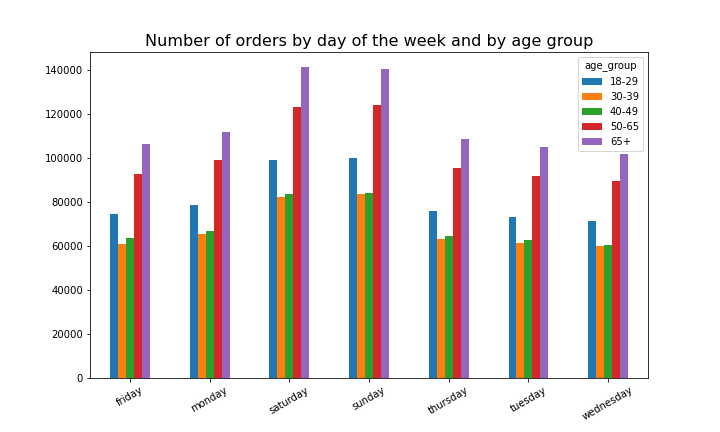 Number of orders by day of the week and by age group
age_group
18-29
30-39
40-49
50-65
65+
140000
120000
100000
80000
60000
40000
20000
0
friday
monday
saturday
sunday
thursday
tuesday
wednesday